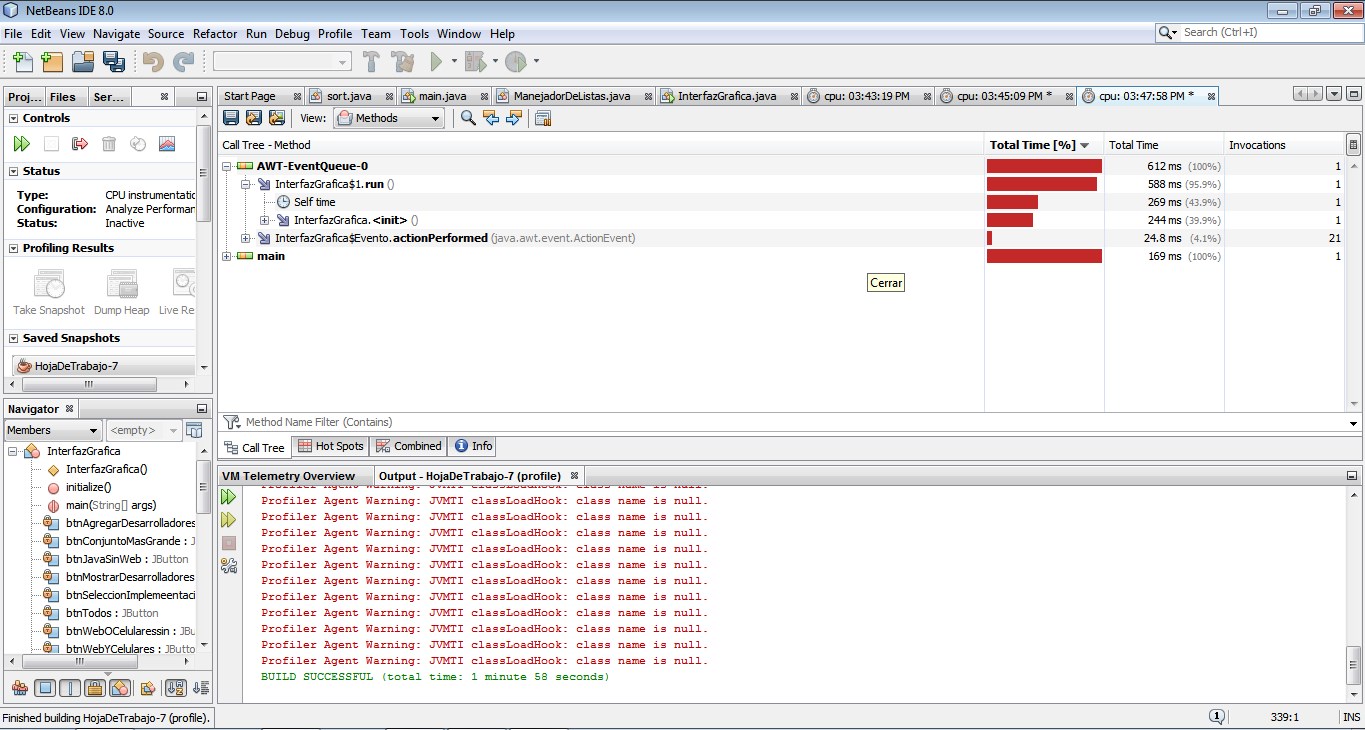 NetBeans IDE 8.0
File Edit View Navigate Source Refactor Run Debug Profile Team Tools Window Help
Search (Ctrl+I)
Proj... Files Ser...
Controls
Status
Type: CPU instrumentatic
Configuration: Analyze Performar
Status: Inactive
Profiling Results
Take Snapshot Dump Heap Live Re
Saved Snapshots
HojaDeTrabajo-7
Start Page sort.java main.java ManejadorDeListas.java InterfazGrafica.java cpu: 03:43:19 PM cpu: 03:45:09 PM * cpu: 03:47:58 PM *
View: Methods
Call Tree - Method Total Time [%] Total Time Invocations
AWT-EventQueue-0 612 ms (100%) 1
InterfazGrafica$1.run () 588 ms (95.9%) 1
Self time 269 ms (43.9%) 1
InterfazGrafica.<init> () 244 ms (39.9%) 1
InterfazGrafica$Evento.actionPerformed (java.awt.event.ActionEvent) 24.8 ms (4.1%) 21
main 169 ms (100%) 1
Cerrar
Method Name Filter (Contains)
Call Tree Hot Spots Combined Info
Navigator
Members <empty>
InterfazGrafica
InterfazGrafica()
initialize()
main(String[] args)
btnAgregarDesarrolladores
btnConjuntoMasGrande : J
btnJavaSinWeb : JButton
btnMostrarDesarrolladores
btnSeleccionImplemeentaci
btnTodos : JButton
btnWebOCelularessin : JBu
btnWebYCelulares : JButto
VM Telemetry Overview Output - HojaDeTrabajo-7 (profile)
Profiler Agent Warning: JVMTI classLoadHook: class name is null.
Profiler Agent Warning: JVMTI classLoadHook: class name is null.
Profiler Agent Warning: JVMTI classLoadHook: class name is null.
Profiler Agent Warning: JVMTI classLoadHook: class name is null.
Profiler Agent Warning: JVMTI classLoadHook: class name is null.
Profiler Agent Warning: JVMTI classLoadHook: class name is null.
Profiler Agent Warning: JVMTI classLoadHook: class name is null.
Profiler Agent Warning: JVMTI classLoadHook: class name is null.
Profiler Agent Warning: JVMTI classLoadHook: class name is null.
Profiler Agent Warning: JVMTI classLoadHook: class name is null.
Profiler Agent Warning: JVMTI classLoadHook: class name is null.
Profiler Agent Warning: JVMTI classLoadHook: class name is null.
BUILD SUCCESSFUL (total time: 1 minute 58 seconds)
Finished building HojaDeTrabajo-7 (profile).
1 339:1 INS